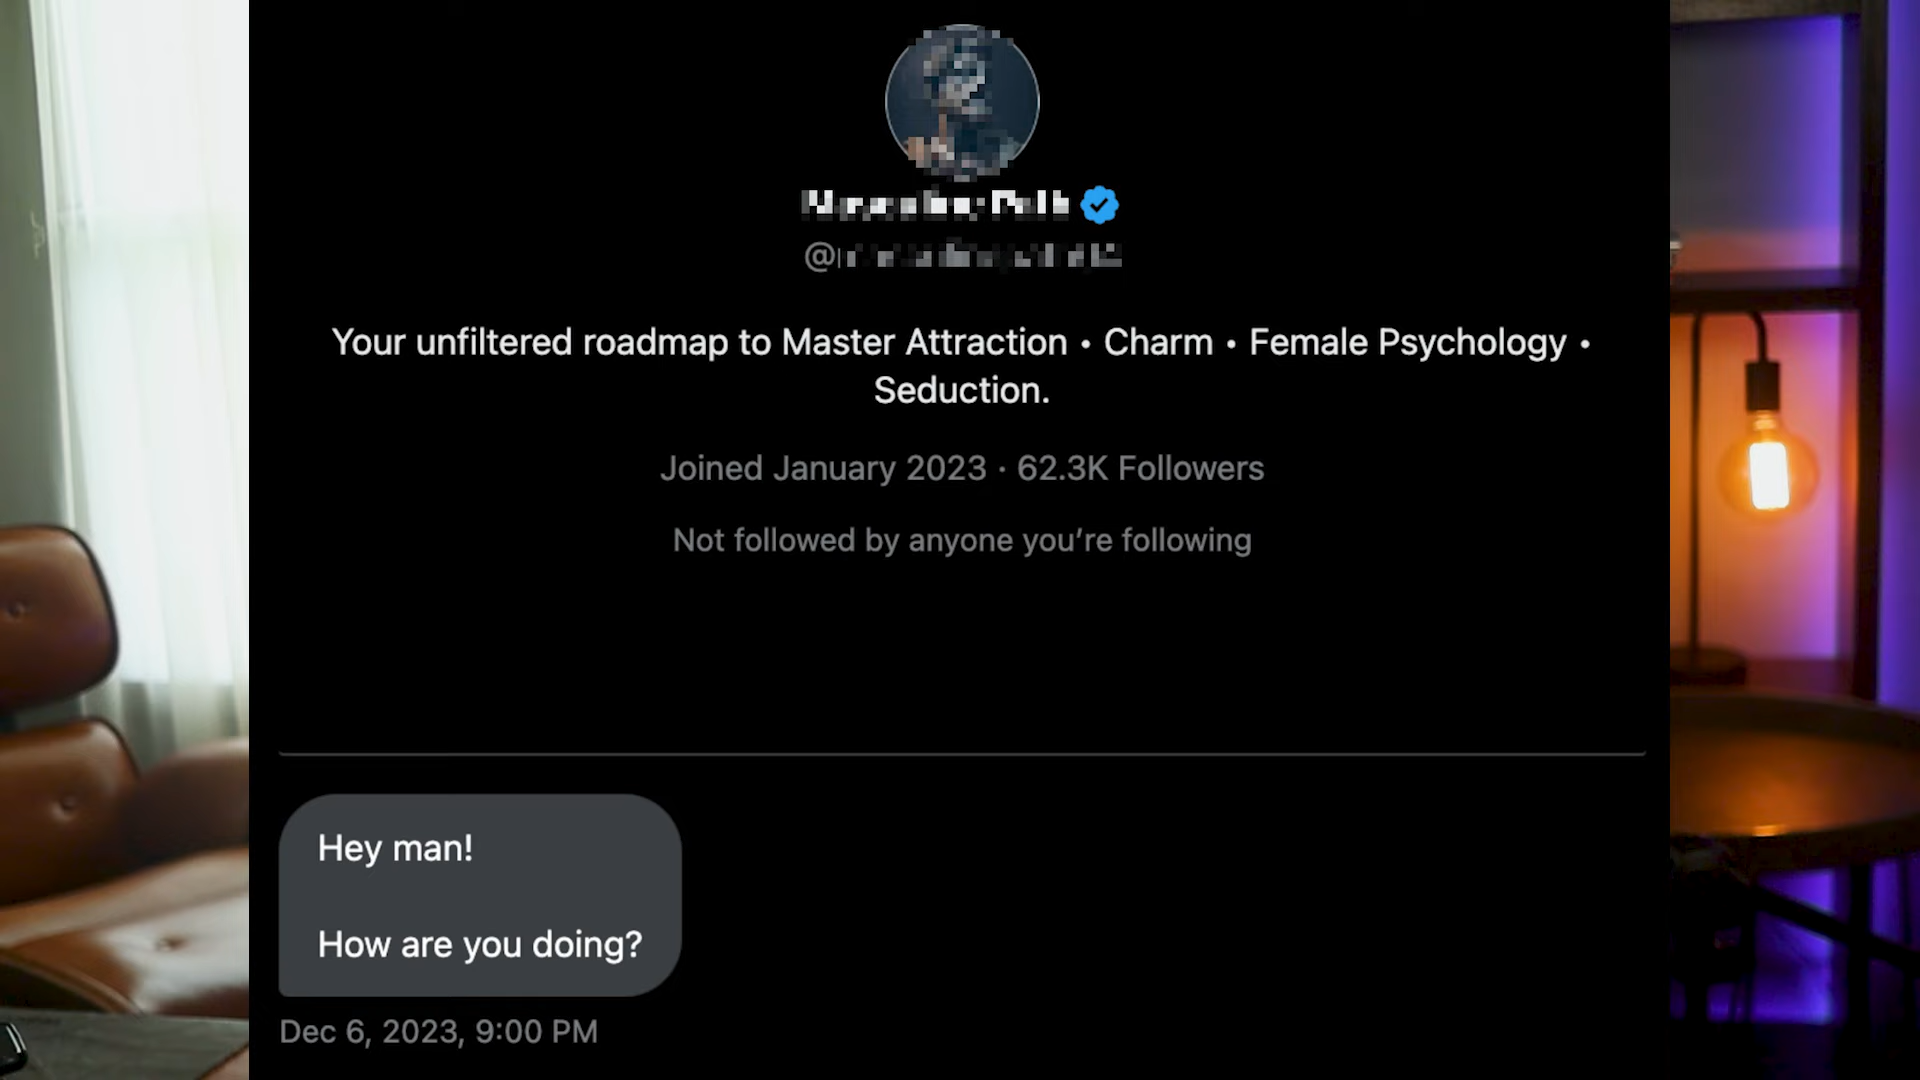 Your unfiltered roadmap to Master Attraction • Charm • Female Psychology •
Seduction.
Joined January 2023 · 62.3K Followers
Not followed by anyone you’re following
Hey man!
How are you doing?
Dec 6, 2023, 9:00 PM